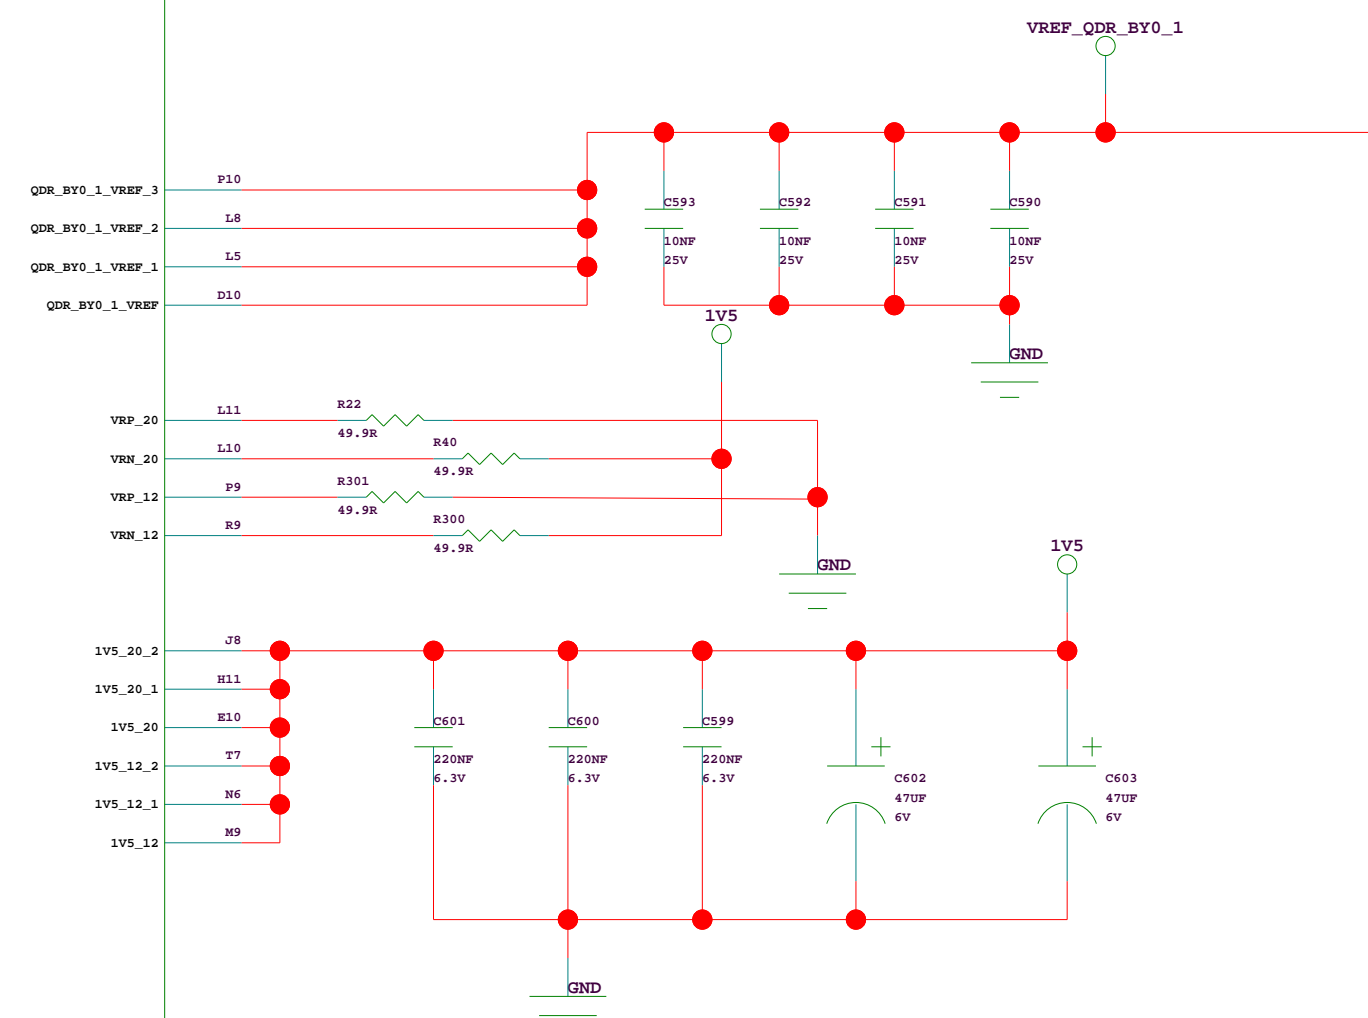 VREF_QDR_BY0_1
QDR_BY0_1_VREF_3 P10
C593 C592 C591 C590
QDR_BY0_1_VREF_2 L8
10NF 10NF 10NF 10NF
QDR_BY0_1_VREF_1 L5
25V 25V 25V 25V
QDR_BY0_1_VREF D10
1V5
GND
VRP_20 L11 R22
49.9R
VRN_20 L10 R40
49.9R
VRP_12 P9 R301
49.9R
VRN_12 R9 R300
49.9R
1V5
GND
1V5_20_2 J8
1V5_20_1 H11
1V5_20 E10
C601 C600 C599
220NF 220NF 220NF
1V5_12_2 T7
6.3V 6.3V 6.3V C602 C603
1V5_12_1 N6
47UF 47UF
6V 6V
1V5_12 M9
GND